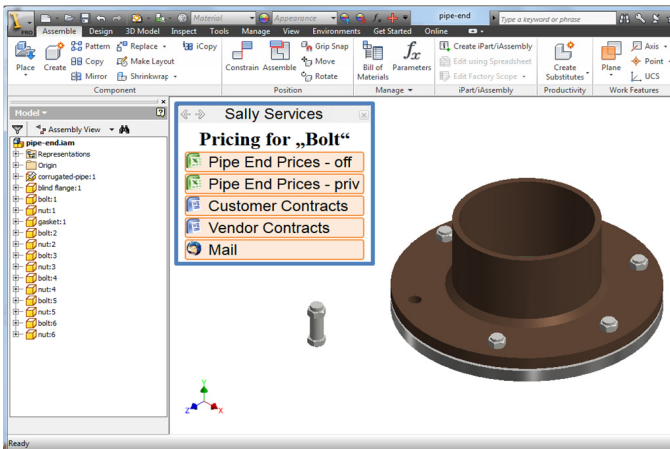 Material
Appearance
pipe-end
Type a keyword or phrase
PRO
Assemble Design 3D Model Inspect Tools Manage View Environments Get Started Online
Place
Create
Pattern
Copy
Mirror
Replace
Make Layout
Shrinkwrap
iCopy
Component
Constrain
Assemble
Grip Snap
Move
Rotate
Position
Bill of
Materials
fx
Parameters
Manage
Create iPart/iAssembly
Edit using Spreadsheet
Edit Factory Scope
iPart/iAssembly
Create
Substitutes
Productivity
Plane
Axis
Point
UCS
Work Features
Model
Assembly View
pipe-end.iam
Representations
Origin
corrugated-pipe:1
blind flange:1
bolt:1
nut:1
gasket:1
bolt:2
nut:2
bolt:3
nut:3
bolt:4
nut:4
bolt:5
nut:5
bolt:6
nut:6
Sally Services
Pricing for „Bolt“
Pipe End Prices - off
Pipe End Prices - priv
Customer Contracts
Vendor Contracts
Mail
Y
Z
X
Ready